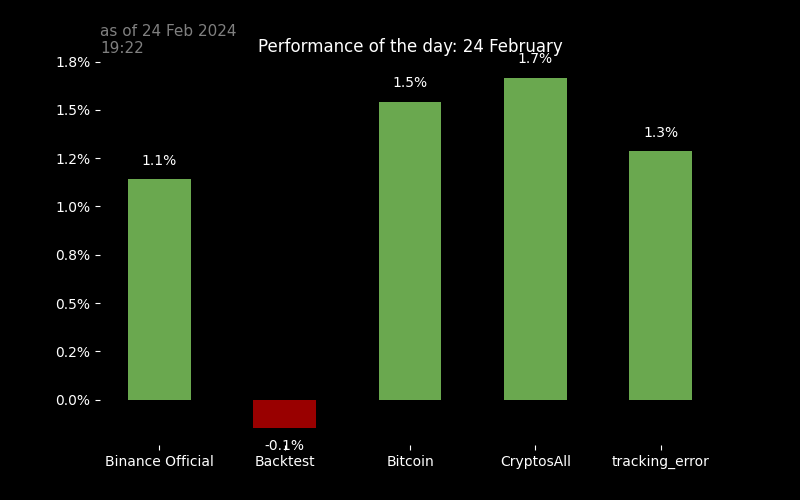 as of 24 Feb 2024
19:22
Performance of the day: 24 February
1.8%
1.5%
1.2%
1.0%
0.8%
0.5%
0.2%
0.0%
1.1%
-0.1%
1.5%
1.7%
1.3%
Binance Official
Backtest
Bitcoin
CryptosAll
tracking_error